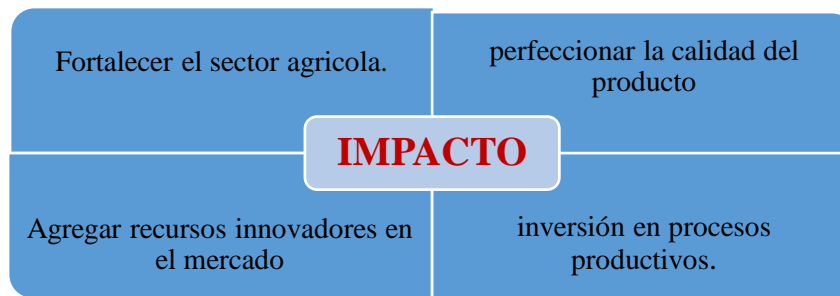 Fortalecer el sector agricola.
perfeccionar la calidad del
producto
IMPACTO
Agregar recursos innovadores en
el mercado
inversión en procesos
productivos.